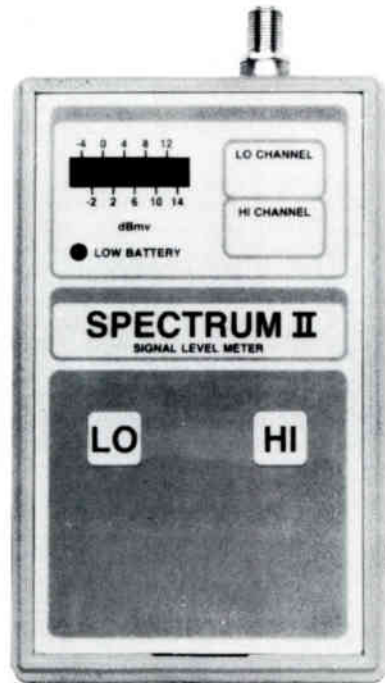 -4 0 4 8 12
-2 2 6 10 14
dBmv
LOW BATTERY
LO CHANNEL
HI CHANNEL
SPECTRUM II
SIGNAL LEVEL METER
LO HI